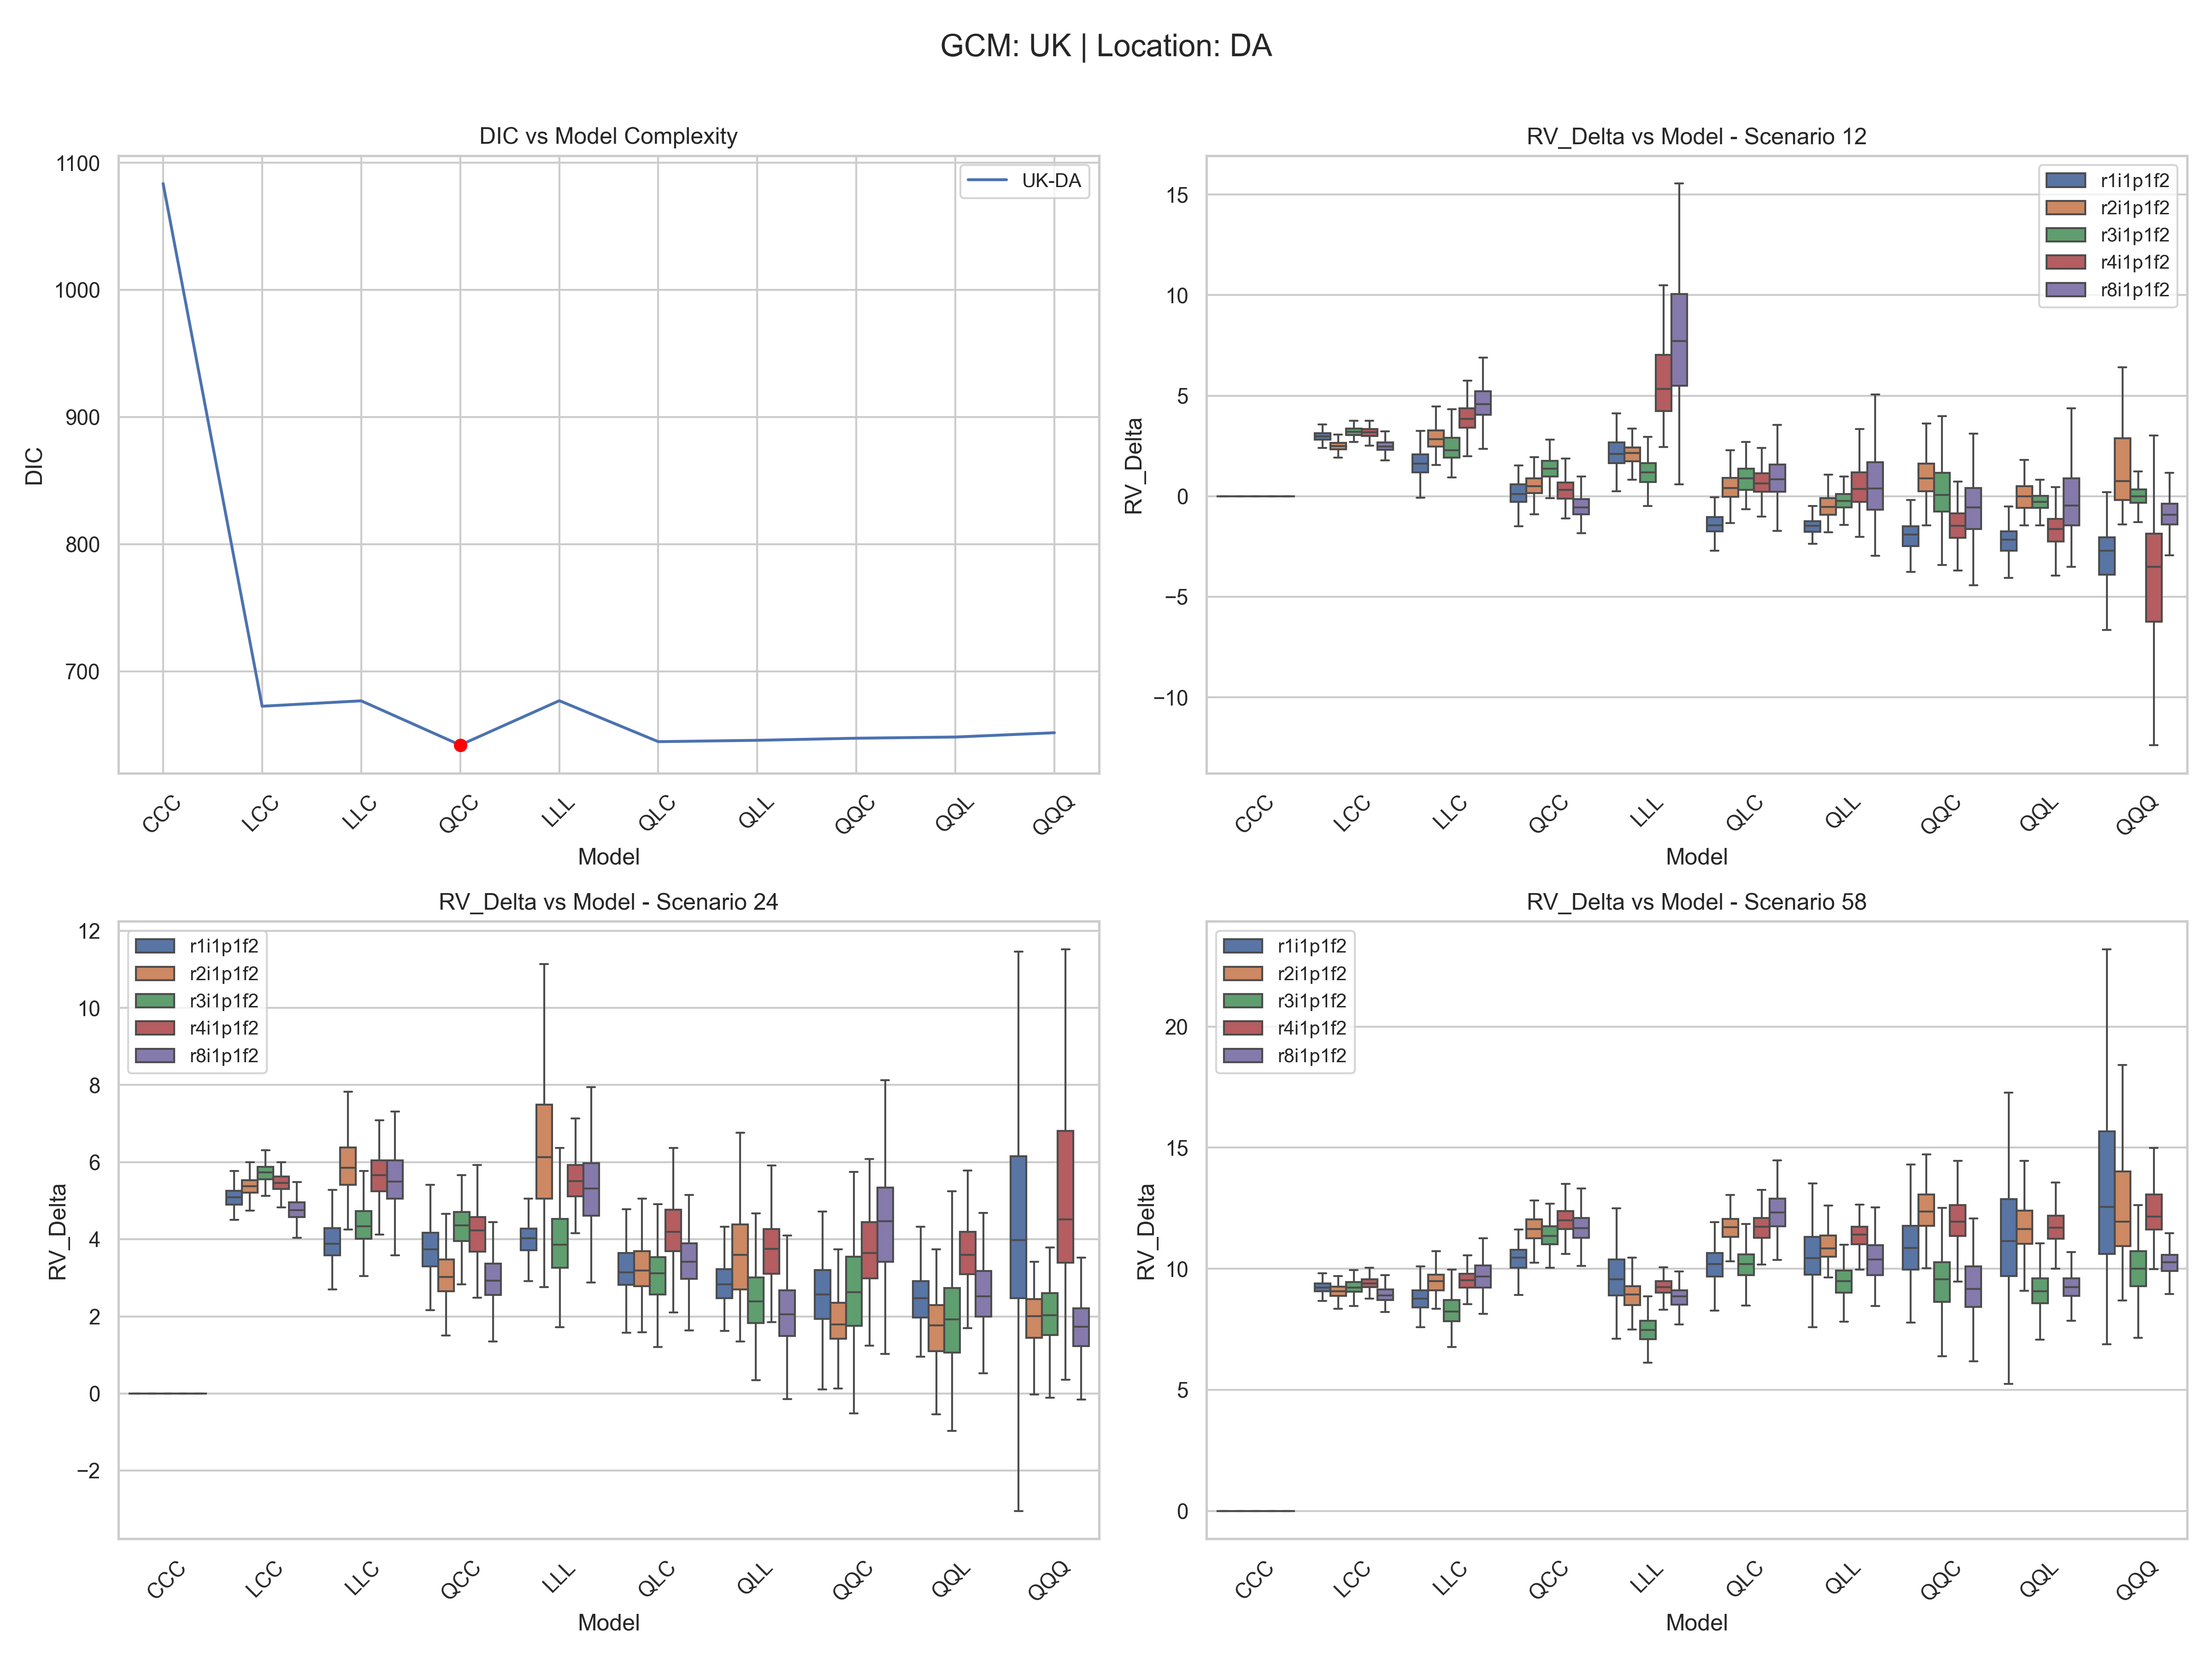 GCM: UK | Location: DA
DIC vs Model Complexity
1100
1000
900
800
700
DIC
UK-DA
CCC
LCC
LLC
QCC
LLL
QLC
QLL
QQC
QQL
QQQ
Model
RV_Delta vs Model - Scenario 12
15
10
5
0
−5
−10
RV_Delta
r1i1p1f2
r2i1p1f2
r3i1p1f2
r4i1p1f2
r8i1p1f2
CCC
LCC
LLC
QCC
LLL
QLC
QLL
QQC
QQL
QQQ
Model
RV_Delta vs Model - Scenario 24
12
10
8
6
4
2
0
−2
RV_Delta
r1i1p1f2
r2i1p1f2
r3i1p1f2
r4i1p1f2
r8i1p1f2
CCC
LCC
LLC
QCC
LLL
QLC
QLL
QQC
QQL
QQQ
Model
RV_Delta vs Model - Scenario 58
20
15
10
5
0
RV_Delta
r1i1p1f2
r2i1p1f2
r3i1p1f2
r4i1p1f2
r8i1p1f2
CCC
LCC
LLC
QCC
LLL
QLC
QLL
QQC
QQL
QQQ
Model